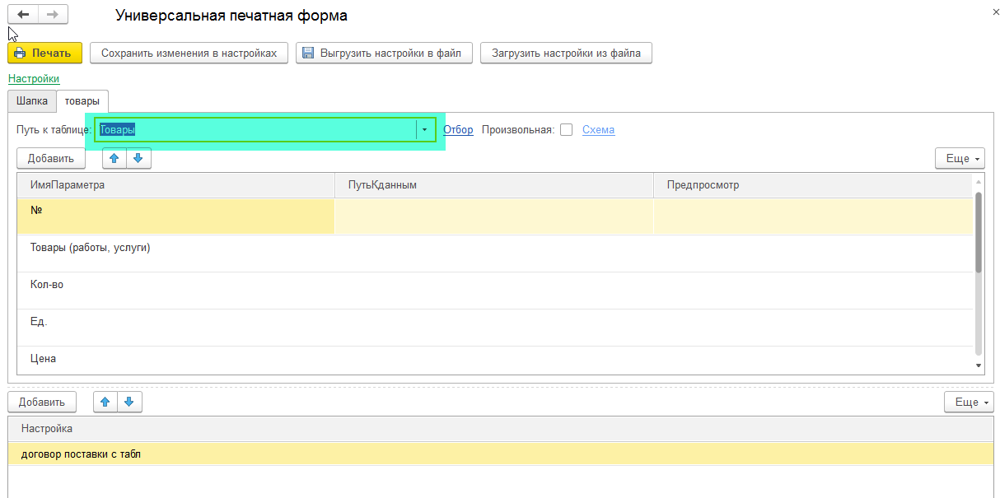 Универсальная печатная форма
Печать Сохранить изменения в настройках Выгрузить настройки в файл Загрузить настройки из файла
Настройки
Шапка товары
Путь к таблице: Товары Отбор Произвольная: Схема
Добавить Еще
ИмяПараметра ПутьКданным Предпросмотр
№
Товары (работы, услуги)
Кол-во
Ед.
Цена
Добавить Еще
Настройка
договор поставки с табл